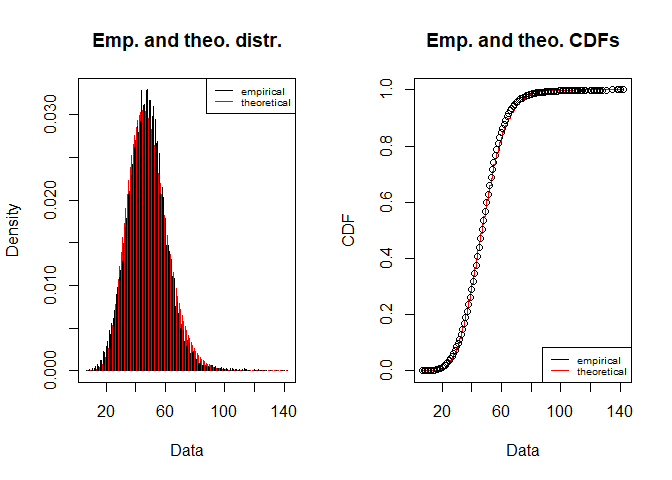 Emp. and theo. distr.
Density
0.000
0.010
0.020
0.030
empirical
theoretical
20
60
100
140
Data
Emp. and theo. CDFs
CDF
0.0
0.2
0.4
0.6
0.8
1.0
empirical
theoretical
20
60
100
140
Data